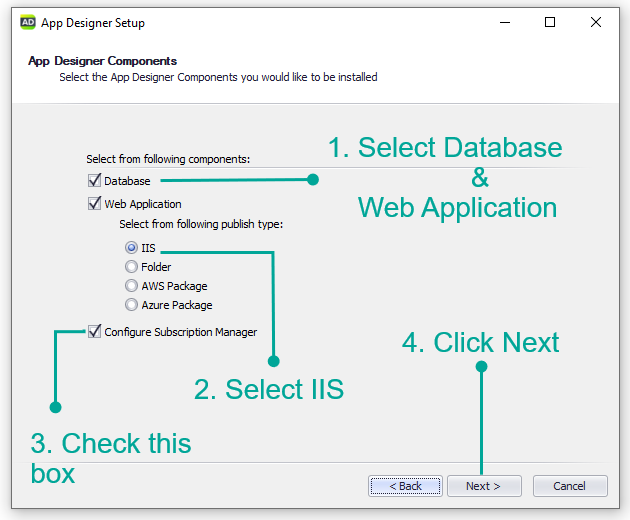 AD App Designer Setup
App Designer Components
Select the App Designer Components you would like to be installed
1. Select Database
&
Web Application
Select from following components:
Database
Web Application
Select from following publish type:
IIS
Folder
AWS Package
Azure Package
Configure Subscription Manager
4. Click Next
2. Select IIS
3. Check this
box
< Back
Next >
Cancel